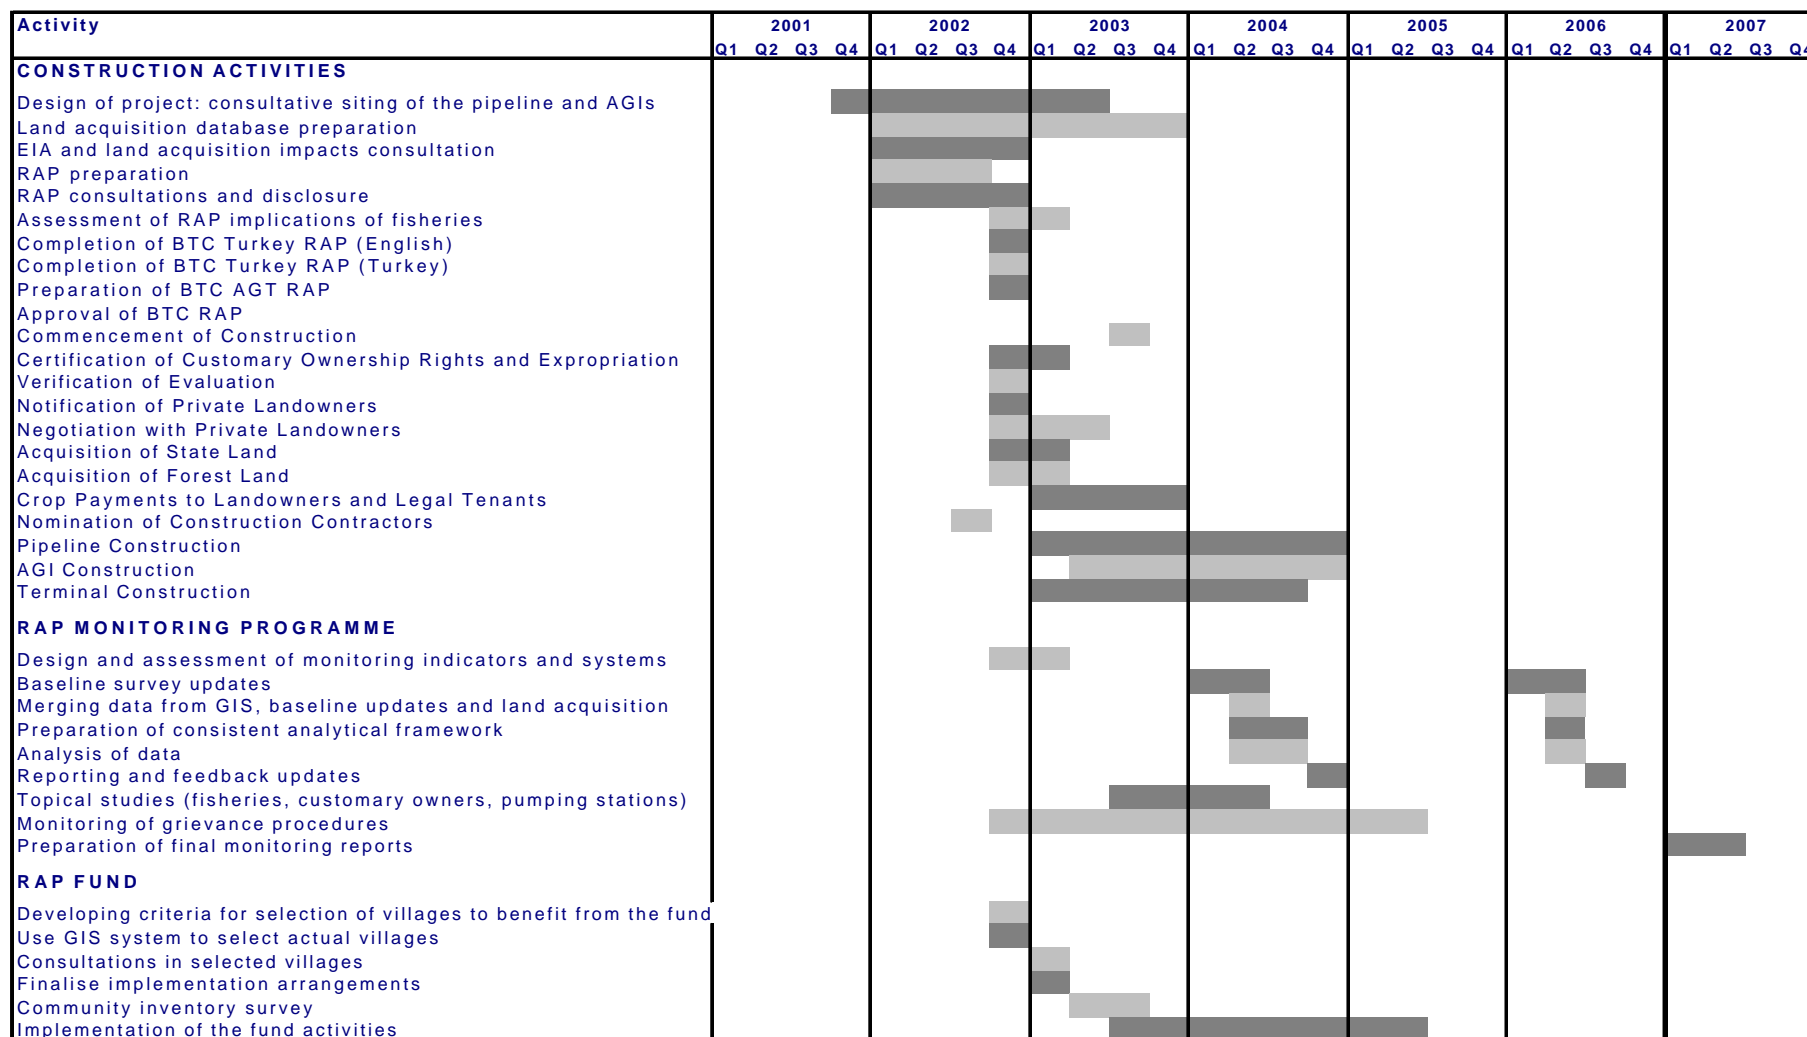 Activity 2001 2002 2003 2004 2005 2006 2007
Q1 Q2 Q3 Q4 Q1 Q2 Q3 Q4 Q1 Q2 Q3 Q4 Q1 Q2 Q3 Q4 Q1 Q2 Q3 Q4 Q1 Q2 Q3 Q4 Q1 Q2 Q3 Q4
CONSTRUCTION ACTIVITIES
Design of project: consultative siting of the pipeline and AGIs
Land acquisition database preparation
EIA and land acquisition impacts consultation
RAP preparation
RAP consultations and disclosure
Assessment of RAP implications of fisheries
Completion of BTC Turkey RAP (English)
Completion of BTC Turkey RAP (Turkey)
Preparation of BTC AGT RAP
Approval of BTC RAP
Commencement of Construction
Certification of Customary Ownership Rights and Expropriation
Verification of Evaluation
Notification of Private Landowners
Negotiation with Private Landowners
Acquisition of State Land
Acquisition of Forest Land
Crop Payments to Landowners and Legal Tenants
Nomination of Construction Contractors
Pipeline Construction
AGI Construction
Terminal Construction
RAP MONITORING PROGRAMME
Design and assessment of monitoring indicators and systems
Baseline survey updates
Merging data from GIS, baseline updates and land acquisition
Preparation of consistent analytical framework
Analysis of data
Reporting and feedback updates
Topical studies (fisheries, customary owners, pumping stations)
Monitoring of grievance procedures
Preparation of final monitoring reports
RAP FUND
Developing criteria for selection of villages to benefit from the fund
Use GIS system to select actual villages
Consultations in selected villages
Finalise implementation arrangements
Community inventory survey
Implementation of the fund activities